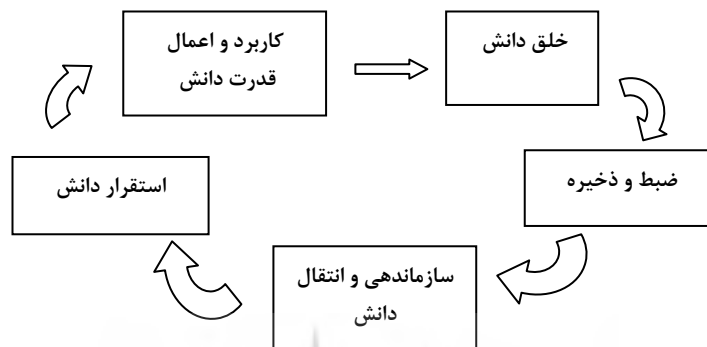 کاربرد و اعمال
قدرت دانش
خلق دانش
استقرار دانش
ضبط و ذخیره
سازماندهی و انتقال
دانش